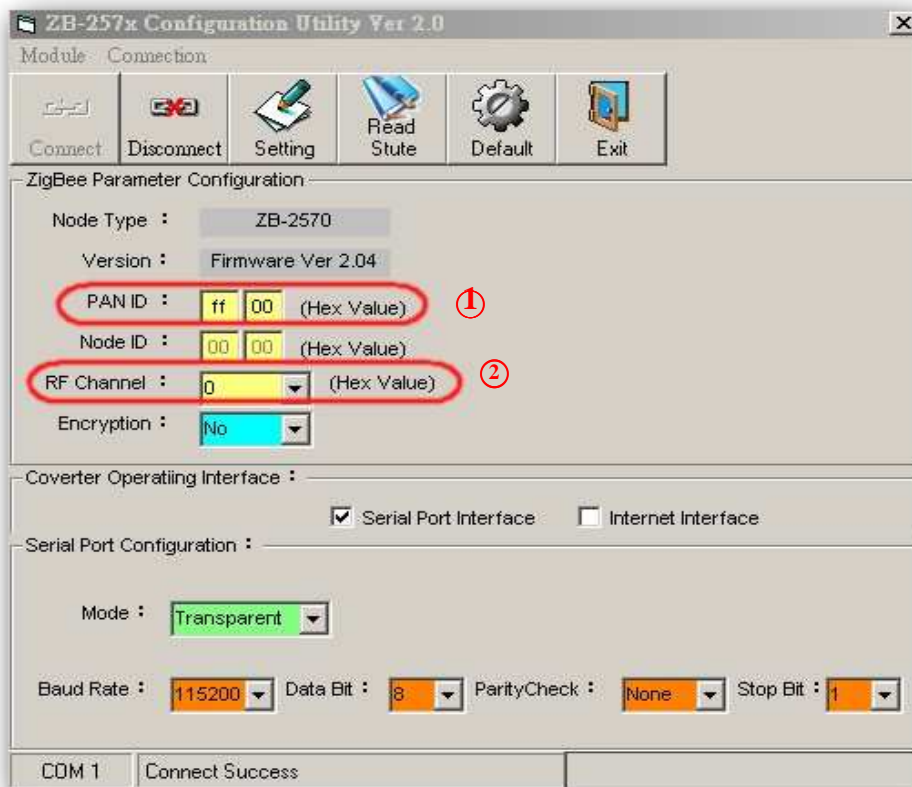 ZB-257x Configuration Utility Ver 2.0
Module Connection
Connect Disconnect Setting Read Stute Default Exit
ZigBee Parameter Configuration
Node Type : ZB-2570
Version : Firmware Ver 2.04
PAN ID : ff 00 (Hex Value) 1
Node ID : 00 00 (Hex Value)
RF Channel : 0 (Hex Value) 2
Encryption : No
Coverter Operatiing Interface :
Serial Port Interface Internet Interface
Serial Port Configuration :
Mode : Transparent
Baud Rate : 115200 Data Bit : 8 ParityCheck : None Stop Bit : 1
COM 1 Connect Success